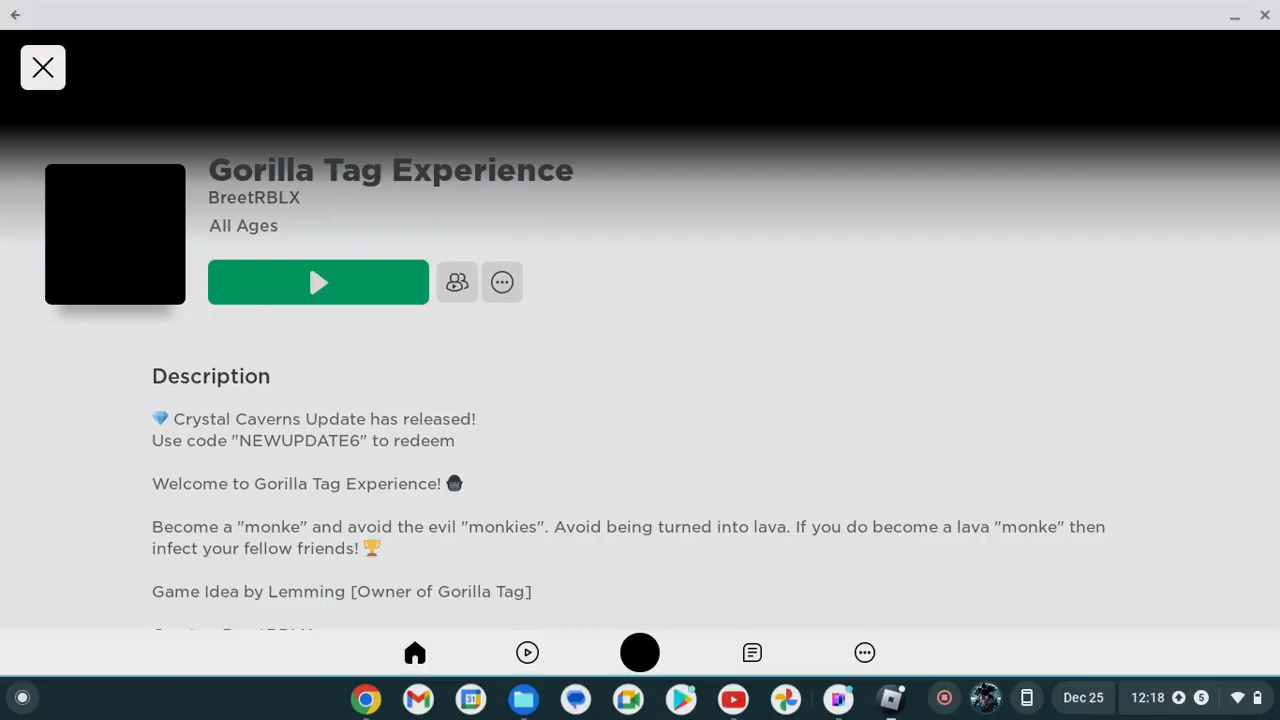 Gorilla Tag Experience
BreetRBLX
All Ages
Description
💎 Crystal Caverns Update has released!
Use code "NEWUPDATE6" to redeem
Welcome to Gorilla Tag Experience! 🦍
Become a "monke" and avoid the evil "monkies". Avoid being turned into lava. If you do become a lava "monke" then
infect your fellow friends! 🏆
Game Idea by Lemming [Owner of Gorilla Tag]
31
Dec 25
12:18
5